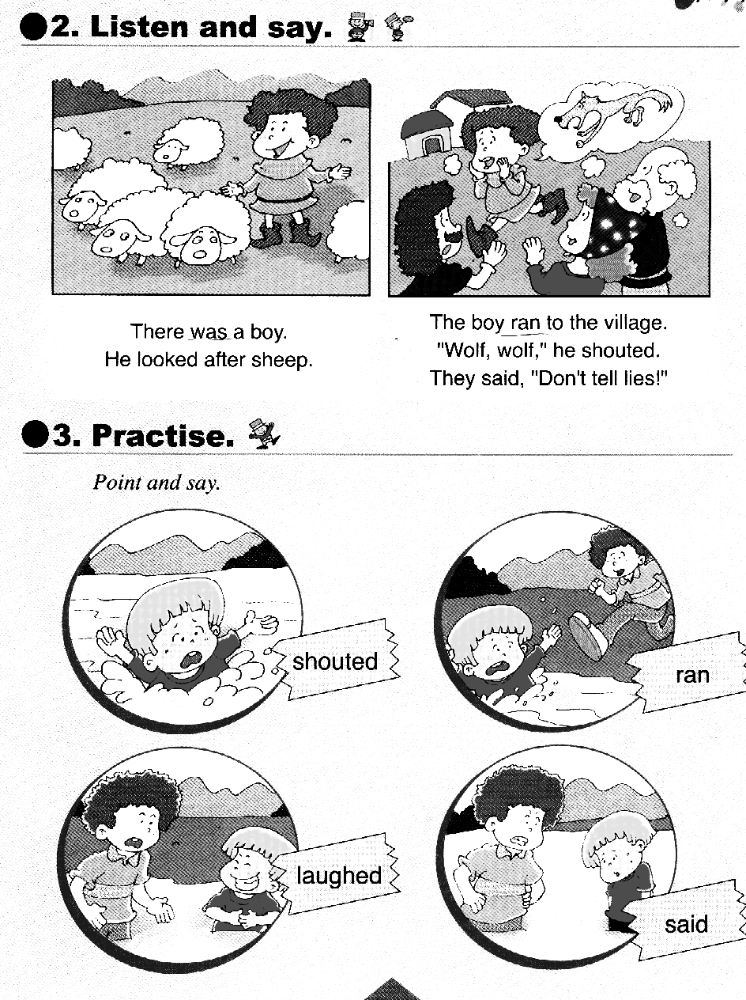 2. Listen and say.
There was a boy.
He looked after sheep.
The boy ran to the village.
"Wolf, wolf," he shouted.
They said, "Don't tell lies!"
3. Practise.
Point and say.
shouted
ran
laughed
said